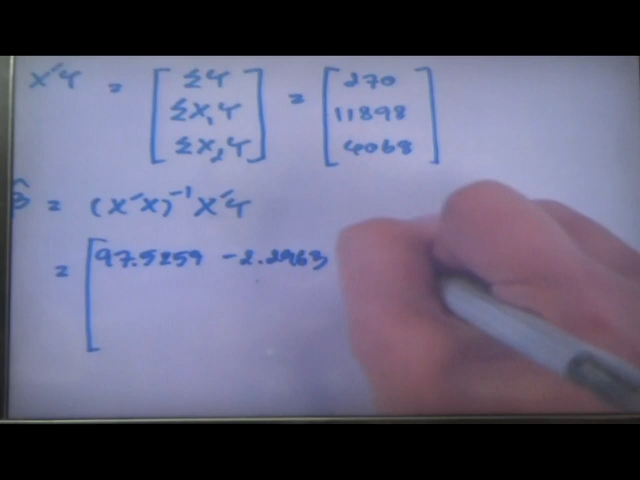 X'Y = [ ΣY ΣX₁Y ΣX₂Y ] = [ 270 11898 4068 ]
β̂ = (X'X)⁻¹X'Y
= [ 97.5259 -2.2963